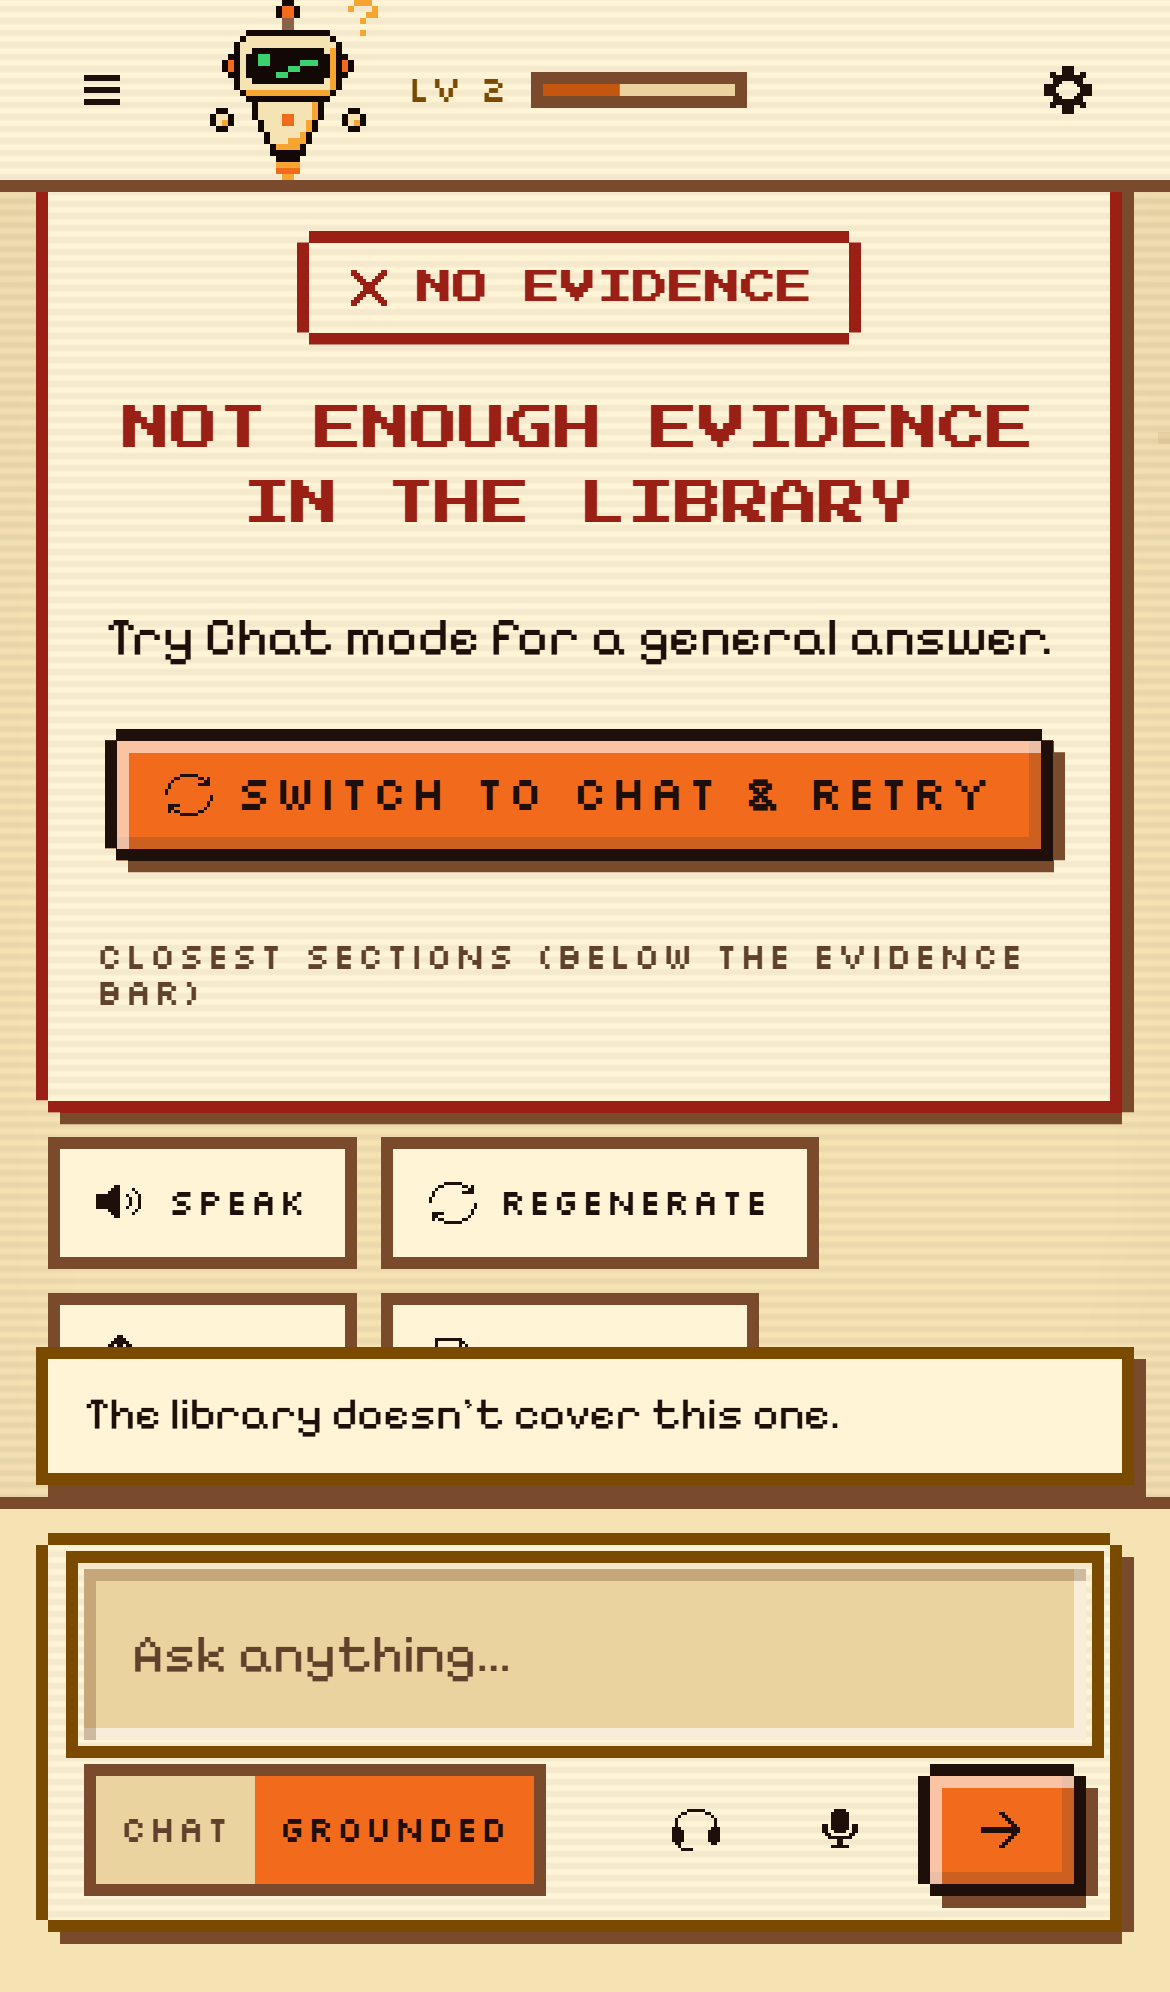 ?
LV 2
NO EVIDENCE
NOT ENOUGH EVIDENCE
IN THE LIBRARY
Try Chat mode for a general answer.
SWITCH TO CHAT & RETRY
CLOSEST SECTIONS (BELOW THE EVIDENCE
BAR)
SPEAK
REGENERATE
The library doesn't cover this one.
Ask anything...
CHAT
GROUNDED